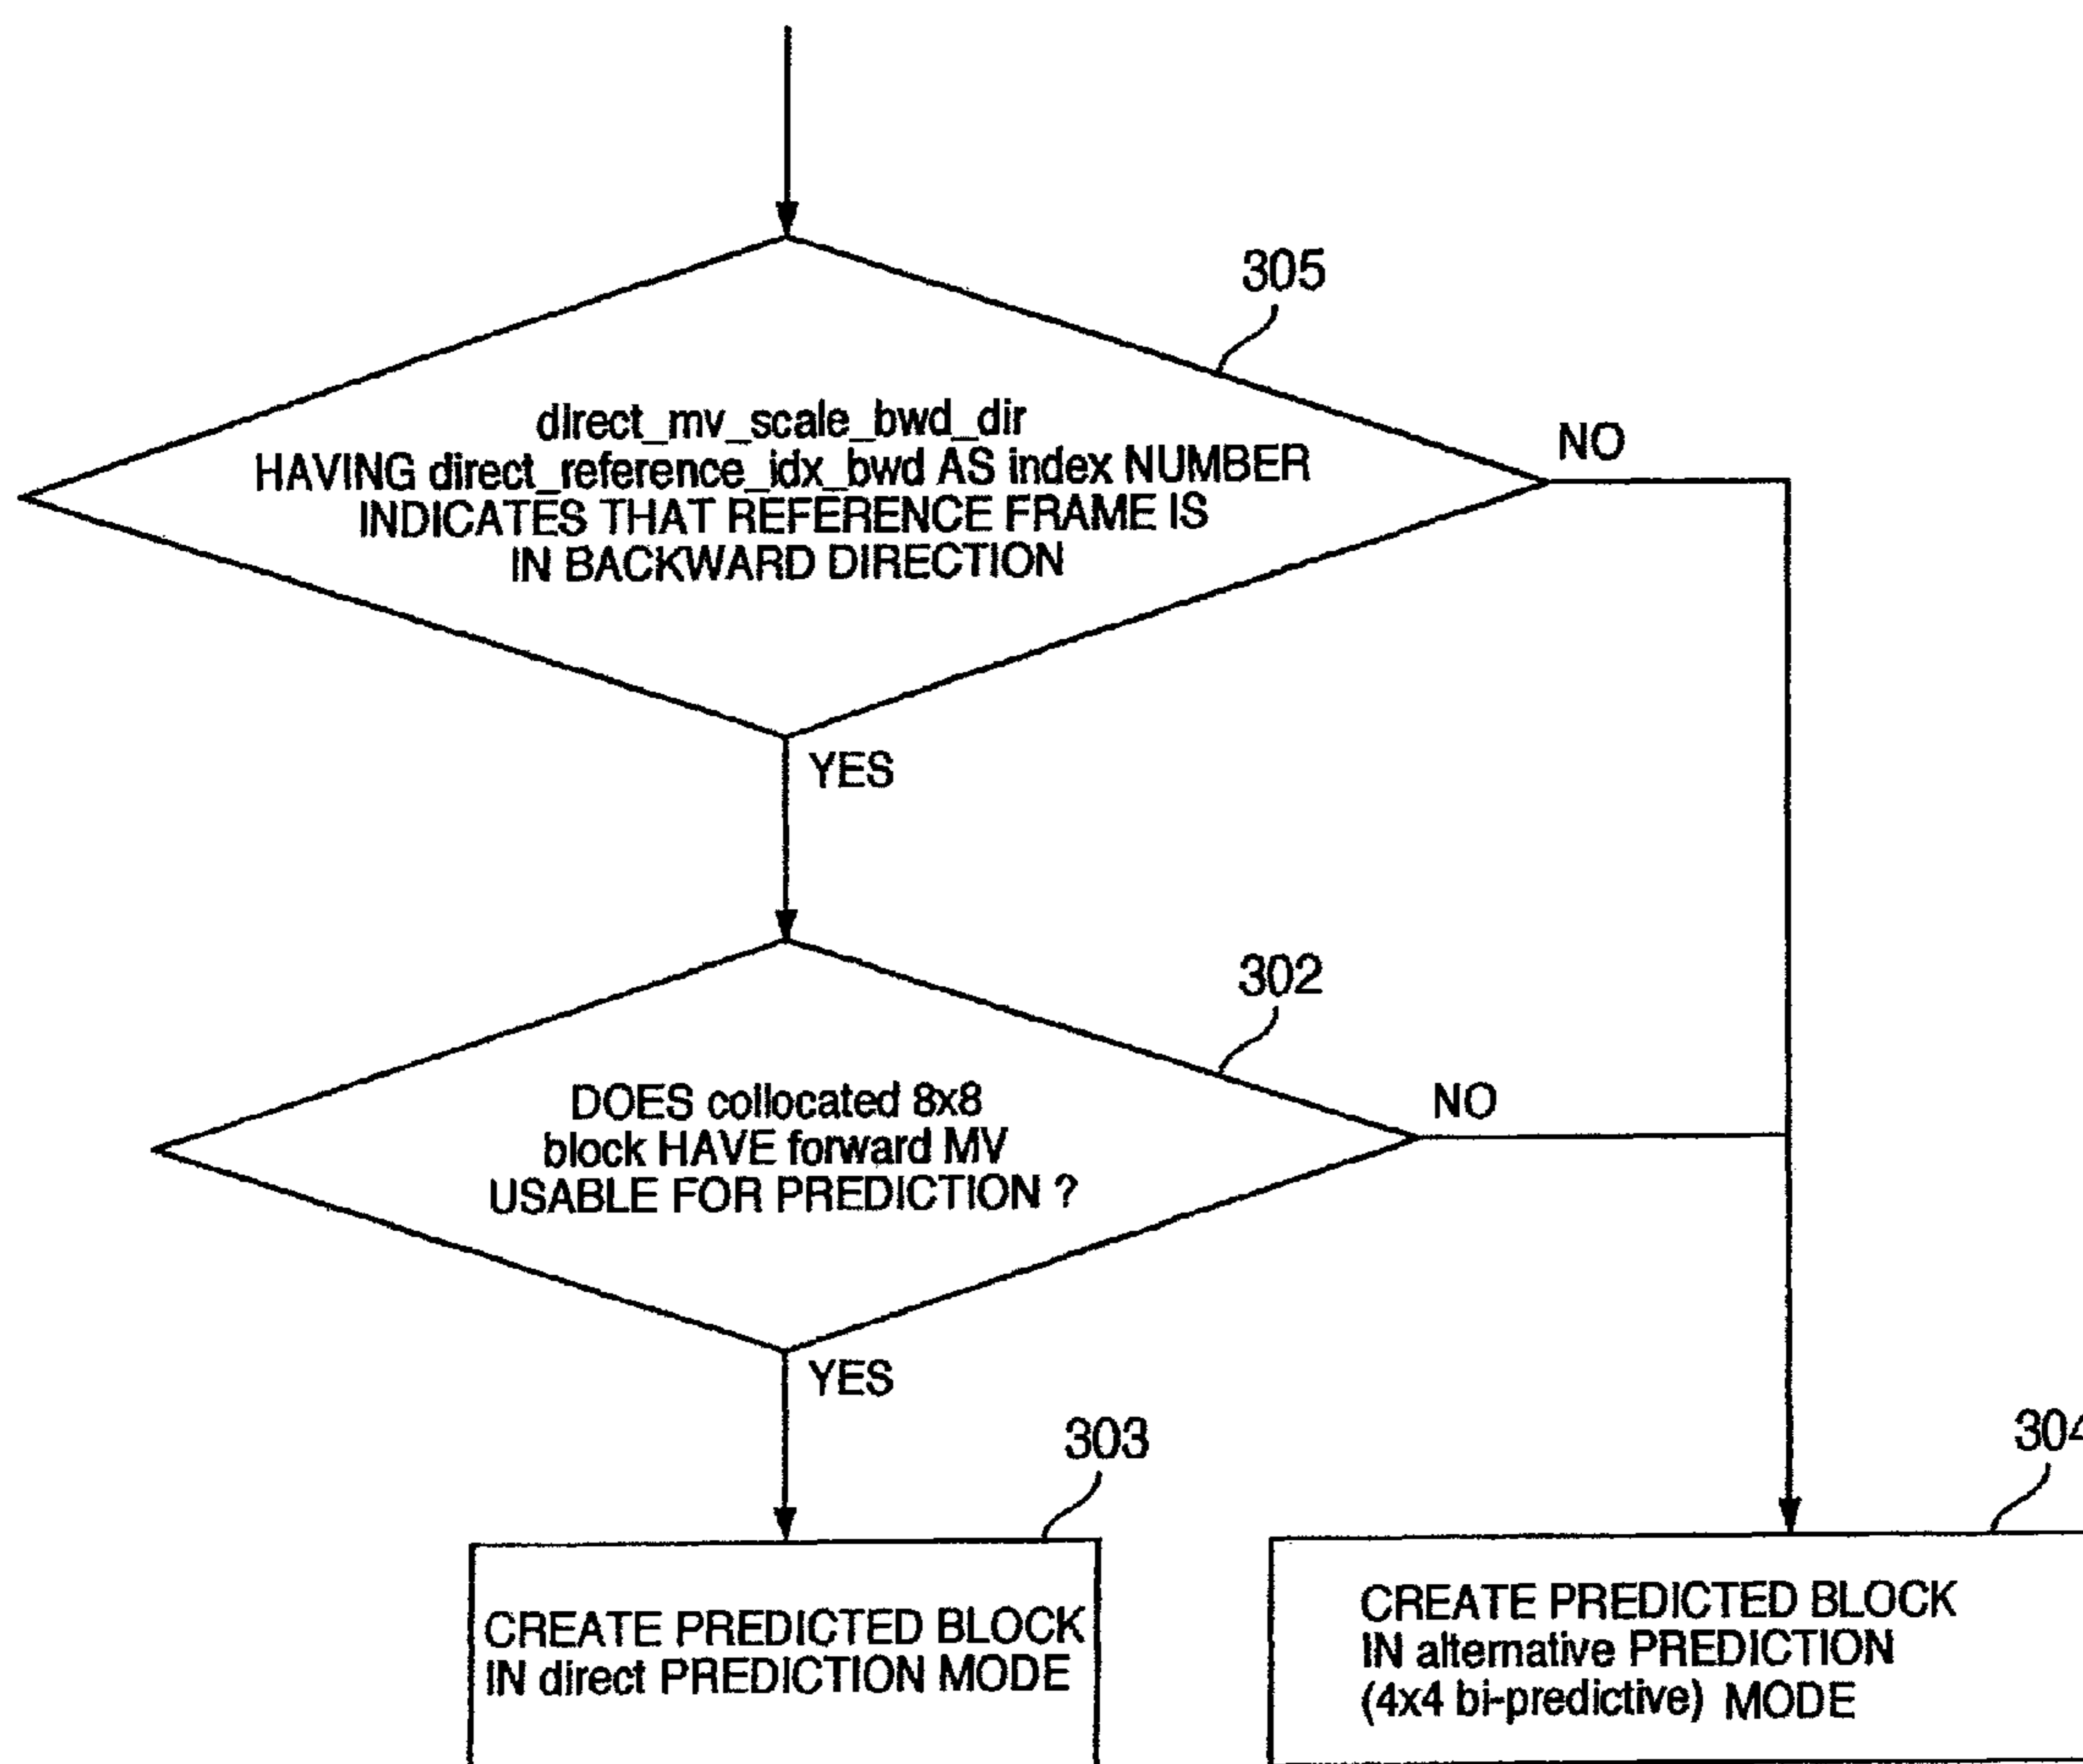 305
direct_mv_scale_bwd_dir
HAVING direct_reference_idx_bwd AS index NUMBER
INDICATES THAT REFERENCE FRAME IS
IN BACKWARD DIRECTION
NO
YES
302
DOES collocated 8x8
block HAVE forward MV
USABLE FOR PREDICTION ?
NO
YES
303
CREATE PREDICTED BLOCK
IN direct PREDICTION MODE
304
CREATE PREDICTED BLOCK
IN alternative PREDICTION
(4x4 bi-predictive) MODE